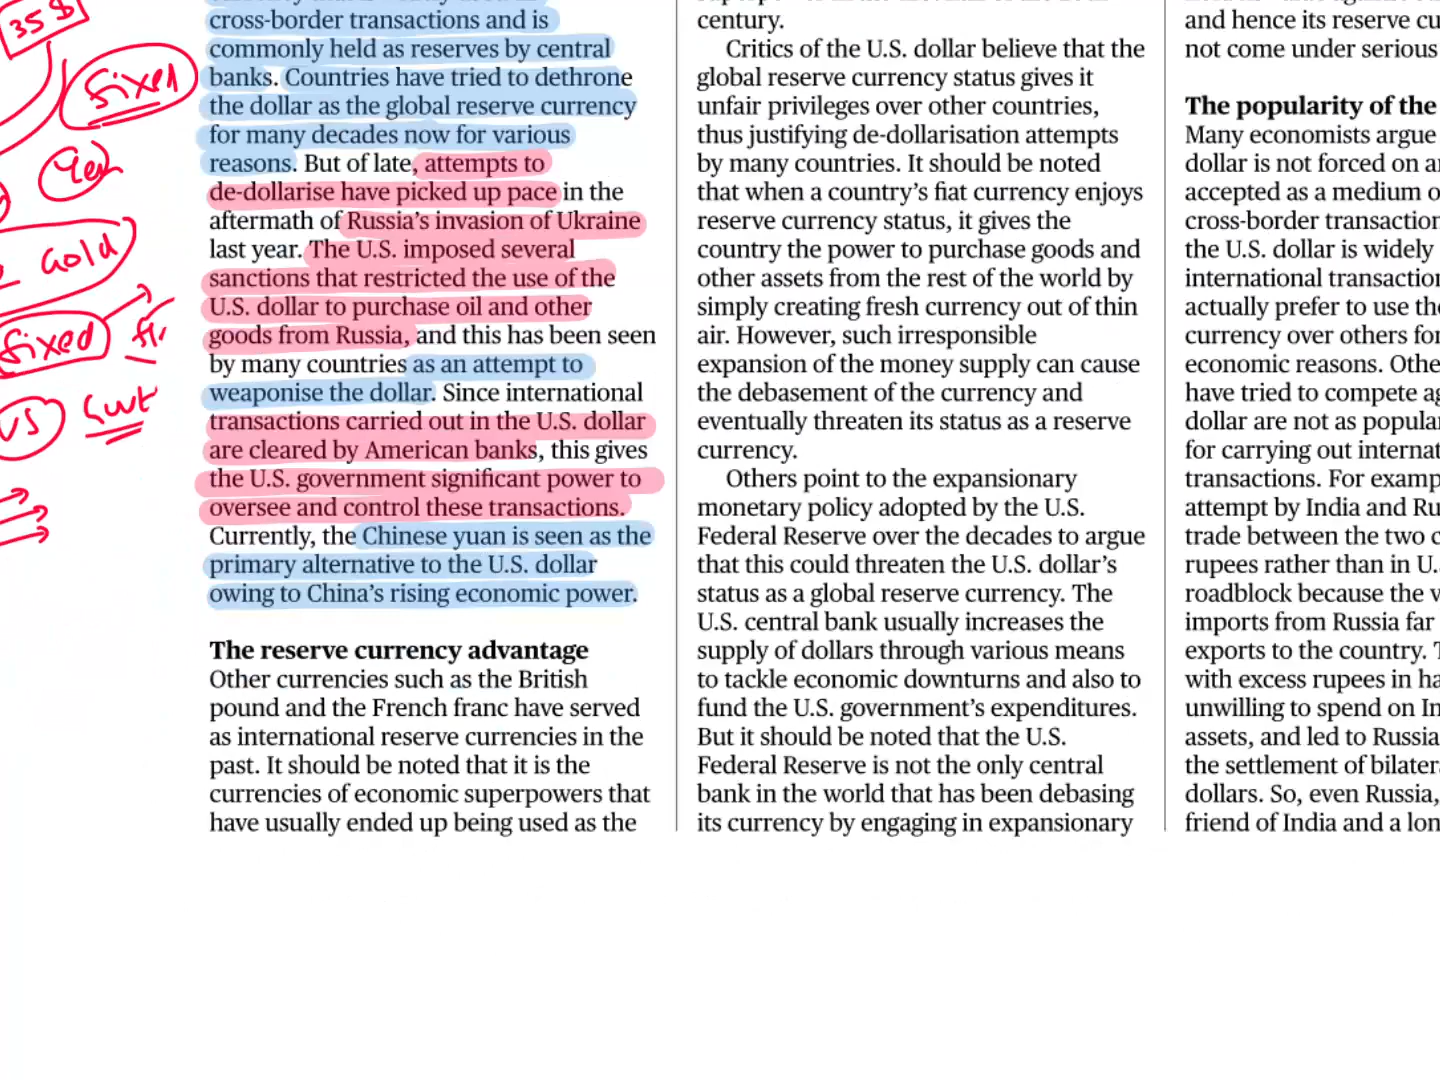 35 $
fixed
Yen
Gold
fixed
US Govt
cross-border transactions and is
commonly held as reserves by central
banks. Countries have tried to dethrone
the dollar as the global reserve currency
for many decades now for various
reasons. But of late, attempts to
de-dollarise have picked up pace in the
aftermath of Russia's invasion of Ukraine
last year. The U.S. imposed several
sanctions that restricted the use of the
U.S. dollar to purchase oil and other
goods from Russia, and this has been seen
by many countries as an attempt to
weaponise the dollar. Since international
transactions carried out in the U.S. dollar
are cleared by American banks, this gives
the U.S. government significant power to
oversee and control these transactions.
Currently, the Chinese yuan is seen as the
primary alternative to the U.S. dollar
owing to China's rising economic power.
The reserve currency advantage
Other currencies such as the British
pound and the French franc have served
as international reserve currencies in the
past. It should be noted that it is the
currencies of economic superpowers that
have usually ended up being used as the
century.
Critics of the U.S. dollar believe that the
global reserve currency status gives it
unfair privileges over other countries,
thus justifying de-dollarisation attempts
by many countries. It should be noted
that when a country's fiat currency enjoys
reserve currency status, it gives the
country the power to purchase goods and
other assets from the rest of the world by
simply creating fresh currency out of thin
air. However, such irresponsible
expansion of the money supply can cause
the debasement of the currency and
eventually threaten its status as a reserve
currency.
Others point to the expansionary
monetary policy adopted by the U.S.
Federal Reserve over the decades to argue
that this could threaten the U.S. dollar's
status as a global reserve currency. The
U.S. central bank usually increases the
supply of dollars through various means
to tackle economic downturns and also to
fund the U.S. government's expenditures.
But it should be noted that the U.S.
Federal Reserve is not the only central
bank in the world that has been debasing
its currency by engaging in expansionary
and hence its reserve cu
not come under serious
The popularity of the
Many economists argue
dollar is not forced on a
accepted as a medium o
cross-border transaction
the U.S. dollar is widely
international transaction
actually prefer to use the
currency over others for
economic reasons. Othe
have tried to compete ag
dollar are not as popula
for carrying out internat
transactions. For examp
attempt by India and Ru
trade between the two c
rupees rather than in U.
roadblock because the v
imports from Russia far
exports to the country. T
with excess rupees in ha
unwilling to spend on In
assets, and led to Russia
the settlement of bilater
dollars. So, even Russia,
friend of India and a lon